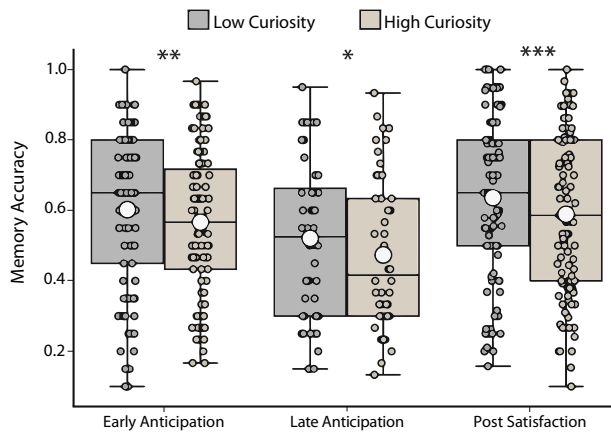 Low Curiosity High Curiosity
** * ***
Memory Accuracy
1.0
0.8
0.6
0.4
0.2
Early Anticipation Late Anticipation Post Satisfaction